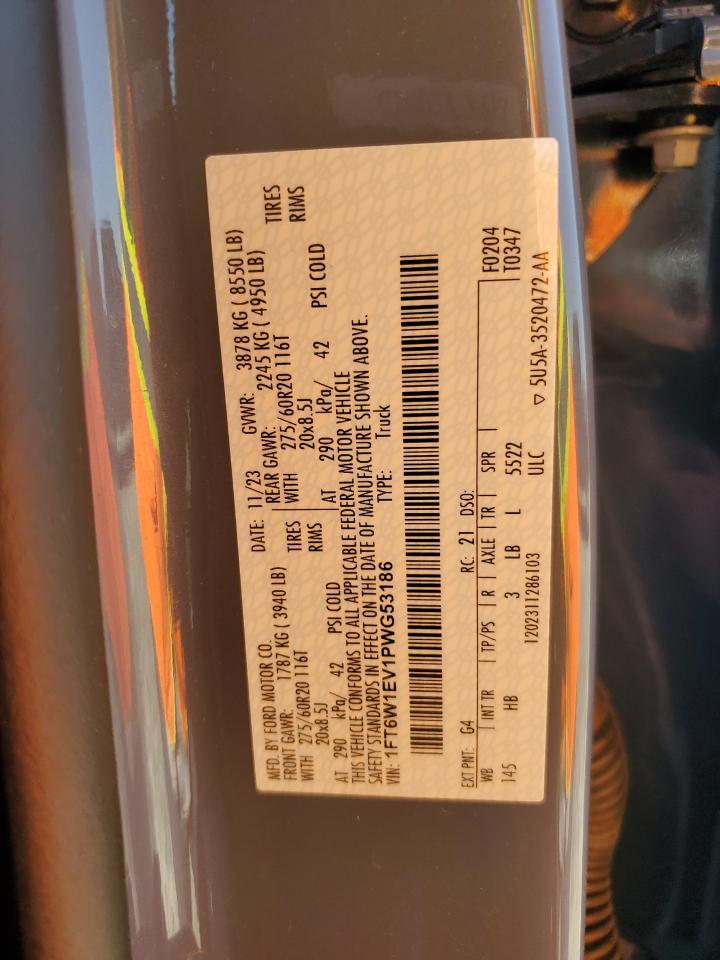 MFD. BY FORD MOTOR CO.
DATE: 11/23 GVWR: 3878 KG ( 8550 LB)
FRONT GAWR: 1787 KG ( 3940 LB)
REAR GAWR: 2245 KG ( 4950 LB)
WITH 275/60R20 116T TIRES
WITH 275/60R20 116T TIRES
20x8.5J RIMS
20x8.5J RIMS
AT 290 kPa/ 42 PSI COLD
AT 290 kPa/ 42 PSI COLD
THIS VEHICLE CONFORMS TO ALL APPLICABLE FEDERAL MOTOR VEHICLE
SAFETY STANDARDS IN EFFECT ON THE DATE OF MANUFACTURE SHOWN ABOVE.
VIN: 1FT6W1EV1PWG53186 TYPE: Truck
EXT PNT: G4 RC: 21 DSO: F0204
WB INT TR TP/PS R AXLE TR SPR T0347
145 HB 3 LB L 5522
1202311286103 ULC ▽ 5U5A-3520472-AA